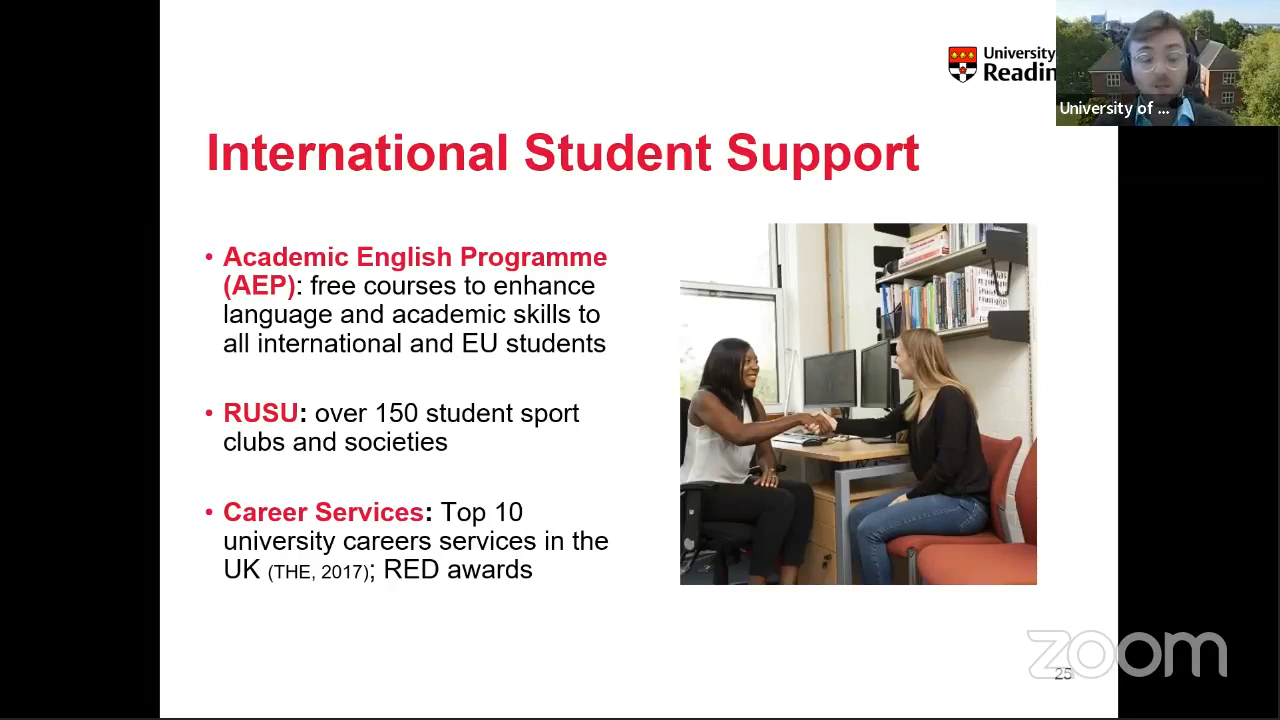 University
Readin
University of ...
International Student Support
• Academic English Programme
(AEP): free courses to enhance
language and academic skills to
all international and EU students
• RUSU: over 150 student sport
clubs and societies
• Career Services: Top 10
university careers services in the
UK (THE, 2017); RED awards
zoom
25